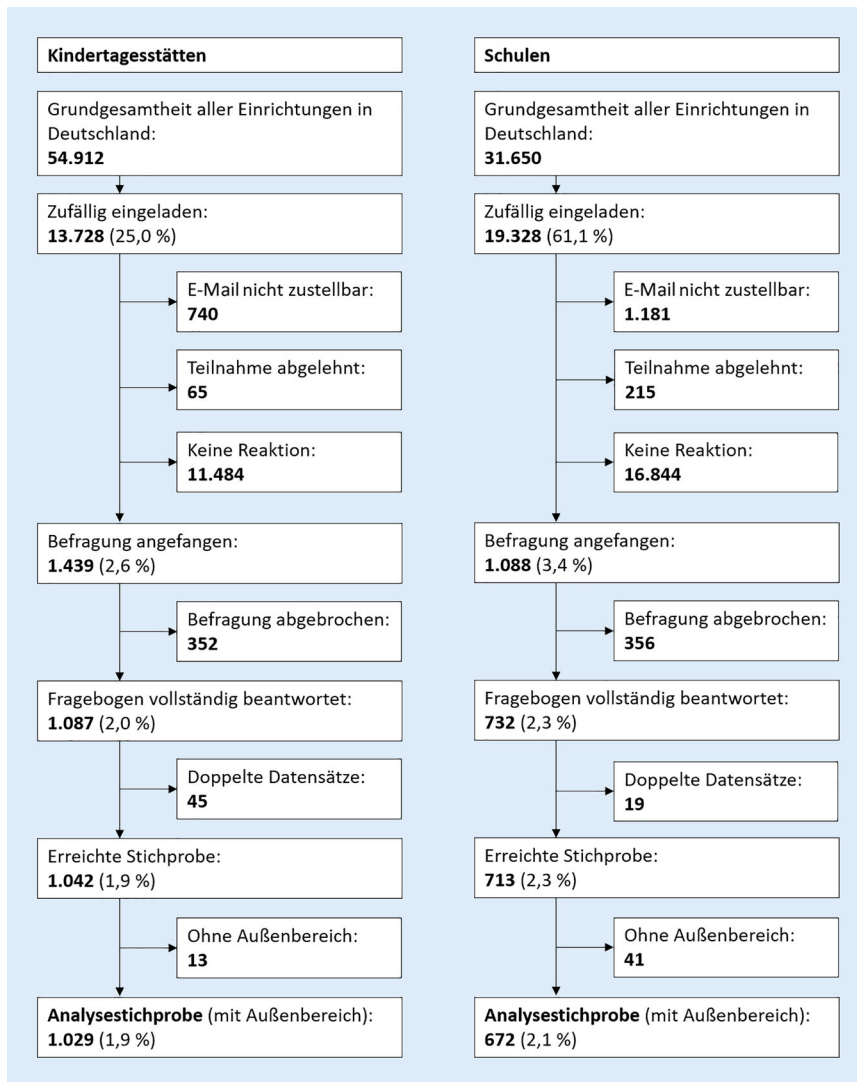 Kindertagesstätten
Grundgesamtheit aller Einrichtungen in
Deutschland:
54.912
Zufällig eingeladen:
13.728 (25,0 %)
E-Mail nicht zustellbar:
740
Teilnahme abgelehnt:
65
Keine Reaktion:
11.484
Befragung angefangen:
1.439 (2,6 %)
Befragung abgebrochen:
352
Fragebogen vollständig beantwortet:
1.087 (2,0 %)
Doppelte Datensätze:
45
Erreichte Stichprobe:
1.042 (1,9 %)
Ohne Außenbereich:
13
Analysestichprobe (mit Außenbereich):
1.029 (1,9 %)
Schulen
Grundgesamtheit aller Einrichtungen in
Deutschland:
31.650
Zufällig eingeladen:
19.328 (61,1 %)
E-Mail nicht zustellbar:
1.181
Teilnahme abgelehnt:
215
Keine Reaktion:
16.844
Befragung angefangen:
1.088 (3,4 %)
Befragung abgebrochen:
356
Fragebogen vollständig beantwortet:
732 (2,3 %)
Doppelte Datensätze:
19
Erreichte Stichprobe:
713 (2,3 %)
Ohne Außenbereich:
41
Analysestichprobe (mit Außenbereich):
672 (2,1 %)